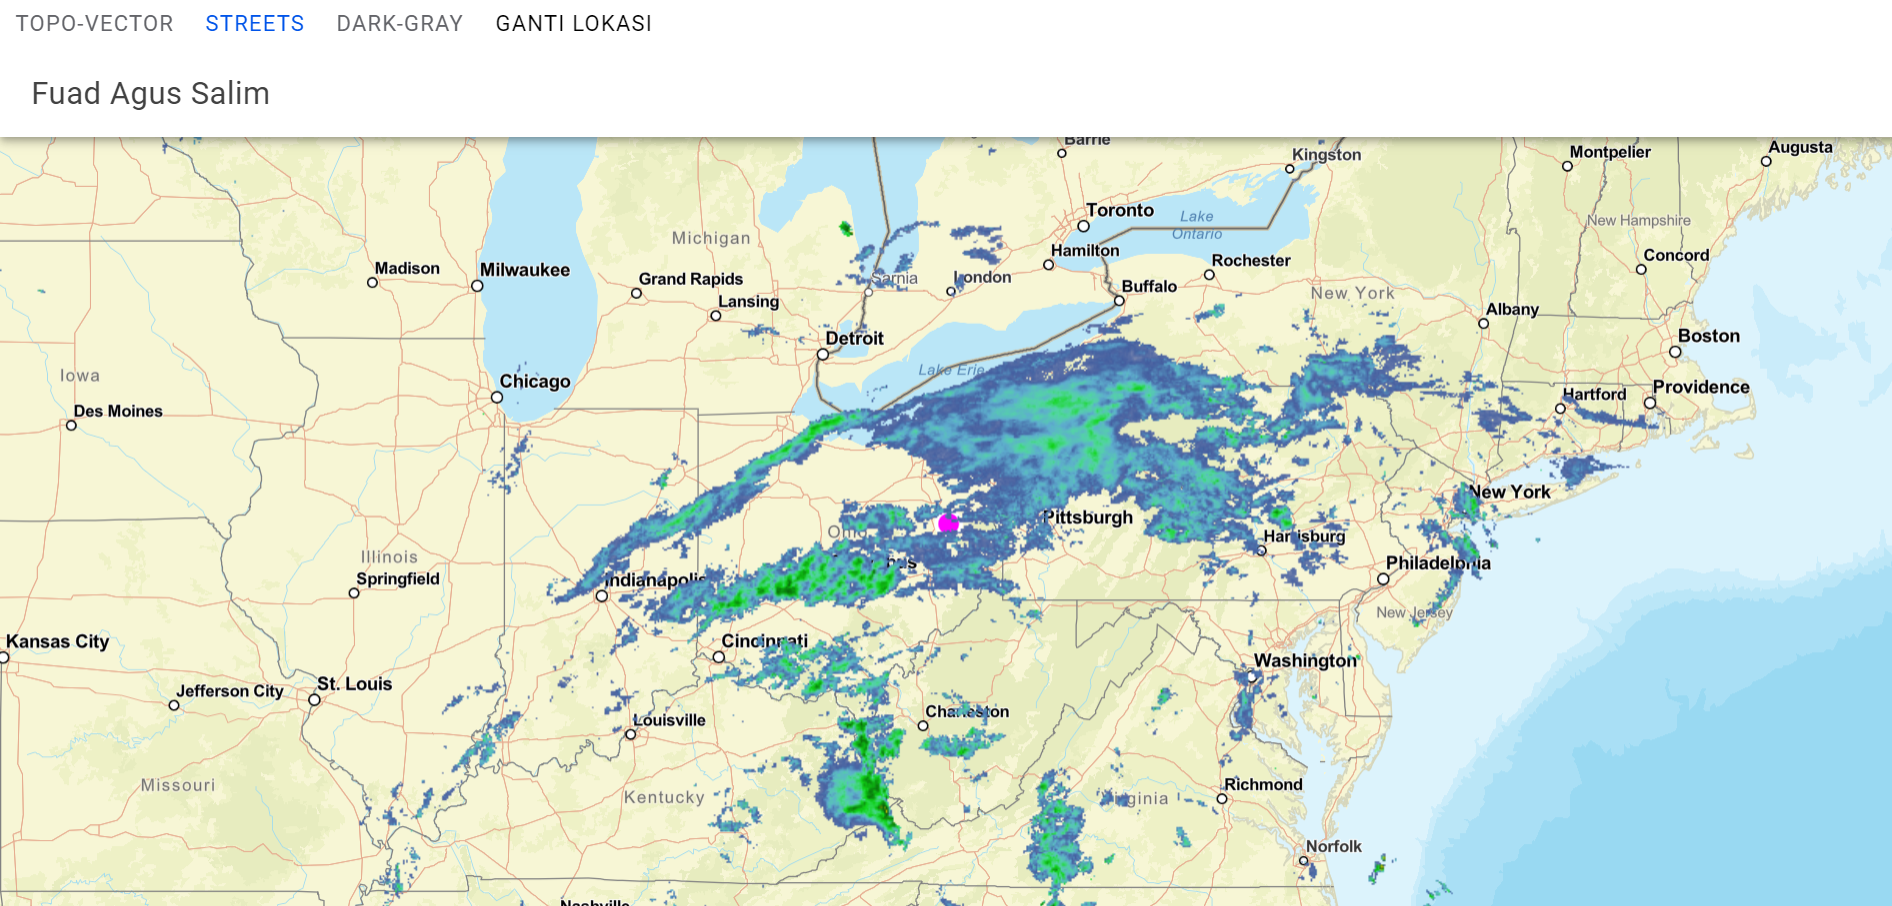 TOPO-VECTOR STREETS DARK-GRAY GANTI LOKASI
Fuad Agus Salim
Barrie
Kingston
Montpelier
Augusta
Toronto
Lake
Ontario
New Hampshire
Michigan
Hamilton
Concord
Madison
Milwaukee
Grand Rapids
Sarnia
London
Rochester
Buffalo
New York
Lansing
Albany
Detroit
Boston
Lake Erie
Iowa
Chicago
Hartford
Providence
Des Moines
New York
Pittsburgh
Harrisburg
Illinois
Springfield
Indianapolis
Philadelphia
New Jersey
Kansas City
Cincinnati
Washington
Jefferson City
St. Louis
Louisville
Charleston
Missouri
Kentucky
Virginia
Richmond
Norfolk
Nashville